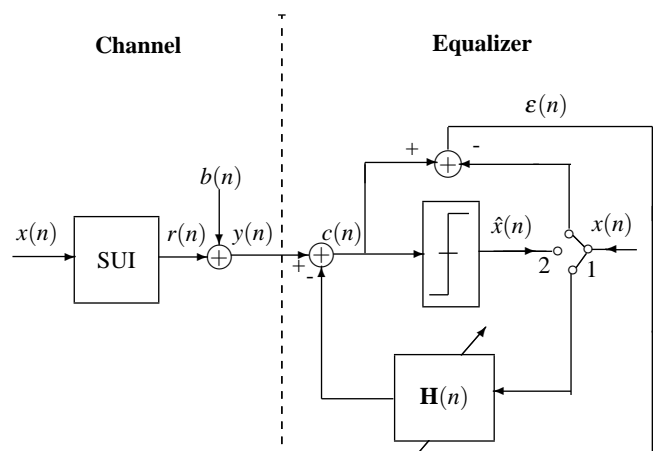 Channel
Equalizer
ε(n)
+
-
b(n)
x(n)
SUI
r(n)
+
y(n)
c(n)
+
+
-
+
x̂(n)
2
x(n)
1
H(n)